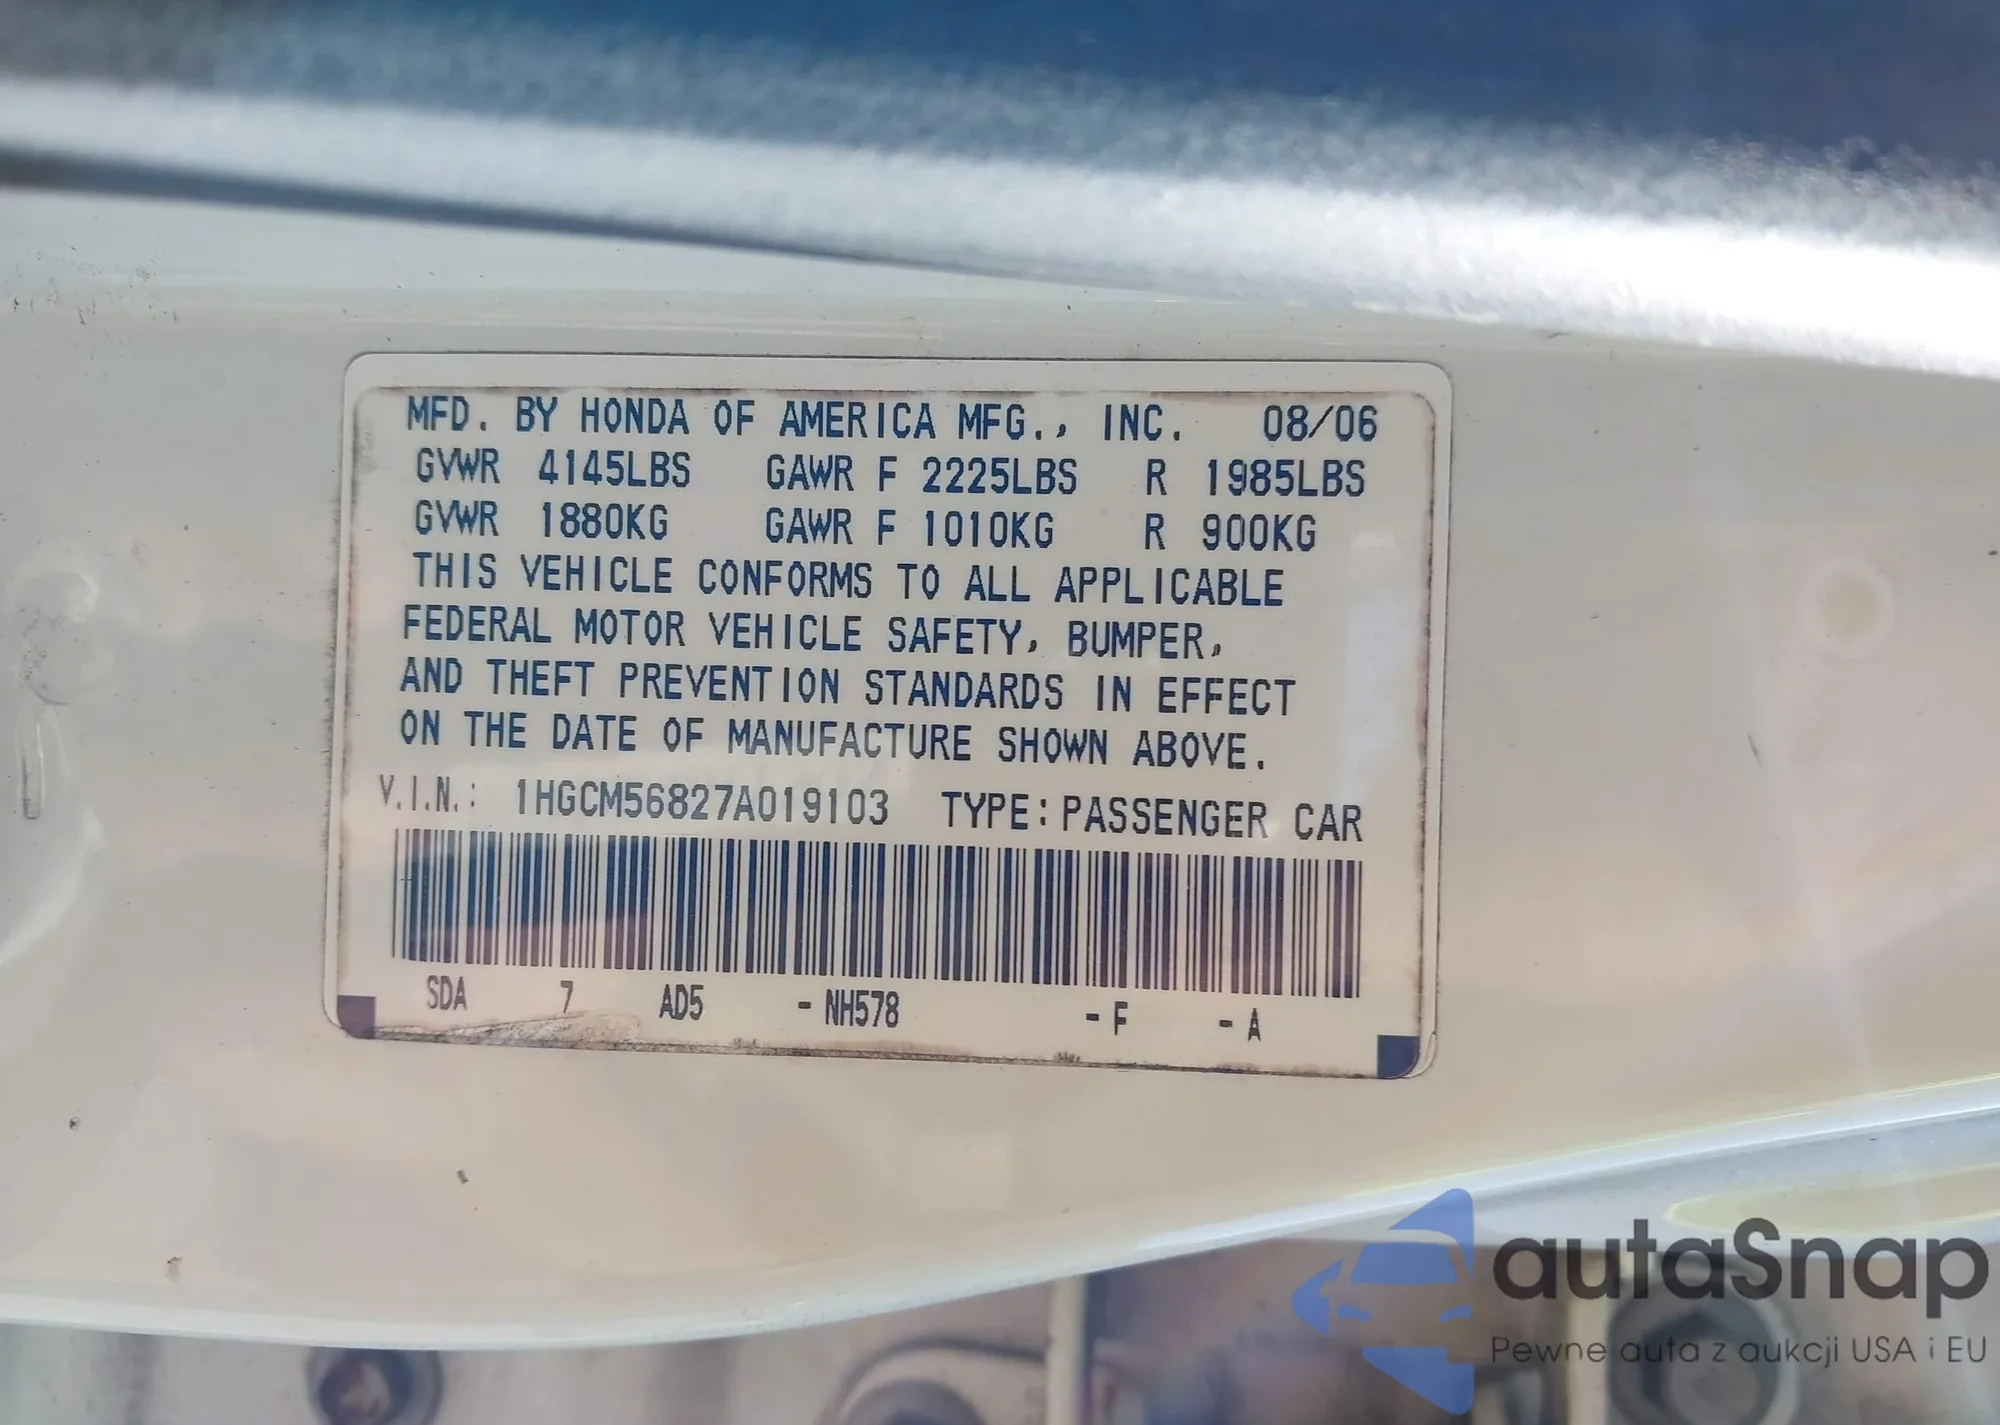 MFD. BY HONDA OF AMERICA MFG., INC. 08/06
GVWR 4145LBS GAWR F 2225LBS R 1985LBS
GVWR 1880KG GAWR F 1010KG R 900KG
THIS VEHICLE CONFORMS TO ALL APPLICABLE
FEDERAL MOTOR VEHICLE SAFETY, BUMPER,
AND THEFT PREVENTION STANDARDS IN EFFECT
ON THE DATE OF MANUFACTURE SHOWN ABOVE.
V.I.N.: 1HGCM56827A019103 TYPE: PASSENGER CAR
SDA 7 AD5 -NH578 -F -A
autaSnap
Pewne auta z aukcji USA i EU